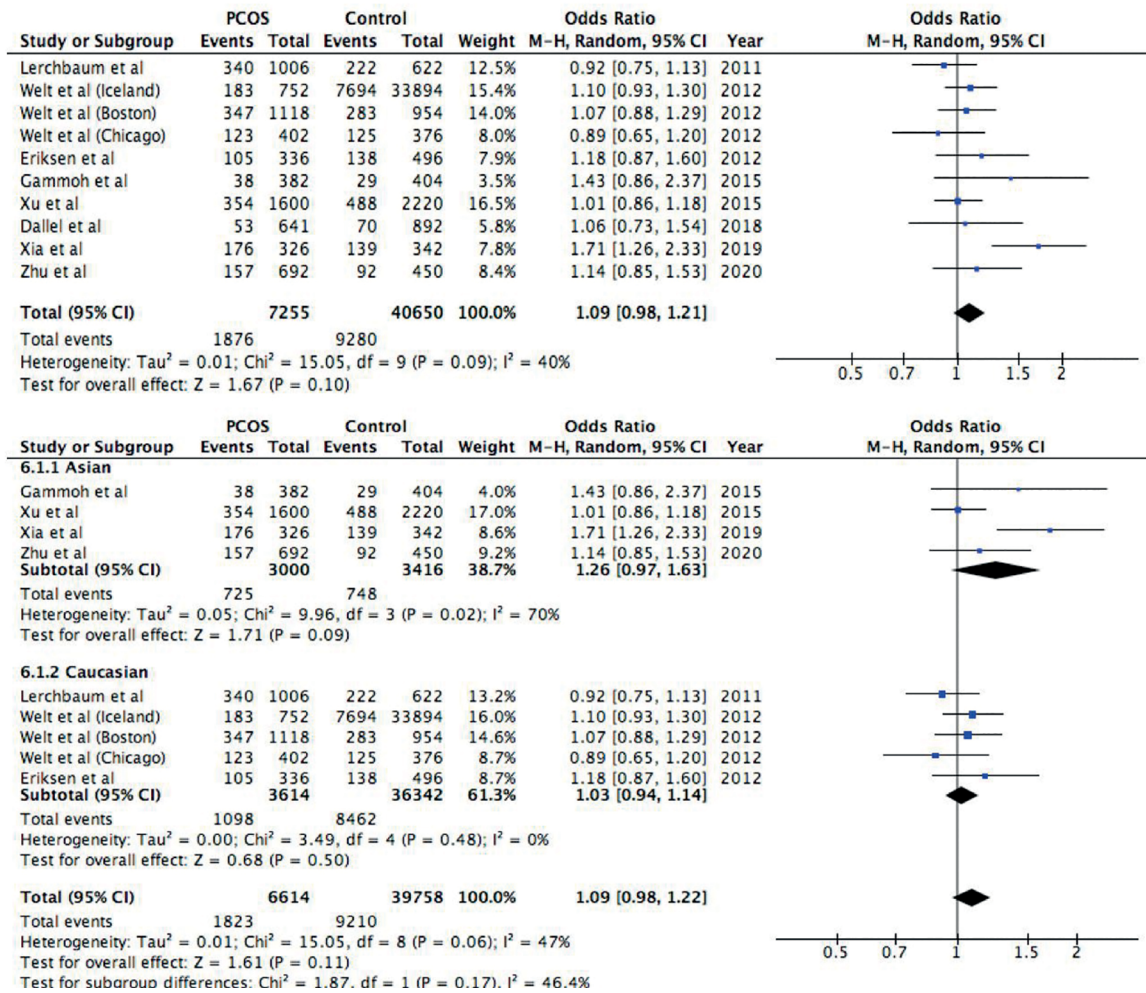 PCOS Control Odds Ratio Odds Ratio
Study or Subgroup Events Total Events Total Weight M-H, Random, 95% CI Year M-H, Random, 95% CI
Lerchbaum et al 340 1006 222 622 12.5% 0.92 [0.75, 1.13] 2011
Welt et al (Iceland) 183 752 7694 33894 15.4% 1.10 [0.93, 1.30] 2012
Welt et al (Boston) 347 1118 283 954 14.0% 1.07 [0.88, 1.29] 2012
Welt et al (Chicago) 123 402 125 376 8.0% 0.89 [0.65, 1.20] 2012
Eriksen et al 105 336 138 496 7.9% 1.18 [0.87, 1.60] 2012
Gammoh et al 38 382 29 404 3.5% 1.43 [0.86, 2.37] 2015
Xu et al 354 1600 488 2220 16.5% 1.01 [0.86, 1.18] 2015
Dallel et al 53 641 70 892 5.8% 1.06 [0.73, 1.54] 2018
Xia et al 176 326 139 342 7.8% 1.71 [1.26, 2.33] 2019
Zhu et al 157 692 92 450 8.4% 1.14 [0.85, 1.53] 2020
Total (95% CI) 7255 40650 100.0% 1.09 [0.98, 1.21]
Total events 1876 9280
Heterogeneity: Tau² = 0.01; Chi² = 15.05, df = 9 (P = 0.09); I² = 40%
Test for overall effect: Z = 1.67 (P = 0.10)
0.5 0.7 1 1.5 2
PCOS Control Odds Ratio Odds Ratio
Study or Subgroup Events Total Events Total Weight M-H, Random, 95% CI Year M-H, Random, 95% CI
6.1.1 Asian
Gammoh et al 38 382 29 404 4.0% 1.43 [0.86, 2.37] 2015
Xu et al 354 1600 488 2220 17.0% 1.01 [0.86, 1.18] 2015
Xia et al 176 326 139 342 8.6% 1.71 [1.26, 2.33] 2019
Zhu et al 157 692 92 450 9.2% 1.14 [0.85, 1.53] 2020
Subtotal (95% CI) 3000 3416 38.7% 1.26 [0.97, 1.63]
Total events 725 748
Heterogeneity: Tau² = 0.05; Chi² = 9.96, df = 3 (P = 0.02); I² = 70%
Test for overall effect: Z = 1.71 (P = 0.09)
6.1.2 Caucasian
Lerchbaum et al 340 1006 222 622 13.2% 0.92 [0.75, 1.13] 2011
Welt et al (Iceland) 183 752 7694 33894 16.0% 1.10 [0.93, 1.30] 2012
Welt et al (Boston) 347 1118 283 954 14.6% 1.07 [0.88, 1.29] 2012
Welt et al (Chicago) 123 402 125 376 8.7% 0.89 [0.65, 1.20] 2012
Eriksen et al 105 336 138 496 8.7% 1.18 [0.87, 1.60] 2012
Subtotal (95% CI) 3614 36342 61.3% 1.03 [0.94, 1.14]
Total events 1098 8462
Heterogeneity: Tau² = 0.00; Chi² = 3.49, df = 4 (P = 0.48); I² = 0%
Test for overall effect: Z = 0.68 (P = 0.50)
Total (95% CI) 6614 39758 100.0% 1.09 [0.98, 1.22]
Total events 1823 9210
Heterogeneity: Tau² = 0.01; Chi² = 15.05, df = 8 (P = 0.06); I² = 47%
Test for overall effect: Z = 1.61 (P = 0.11)
Test for subgroup differences: Chi² = 1.87, df = 1 (P = 0.17), I² = 46.4%
0.5 0.7 1 1.5 2